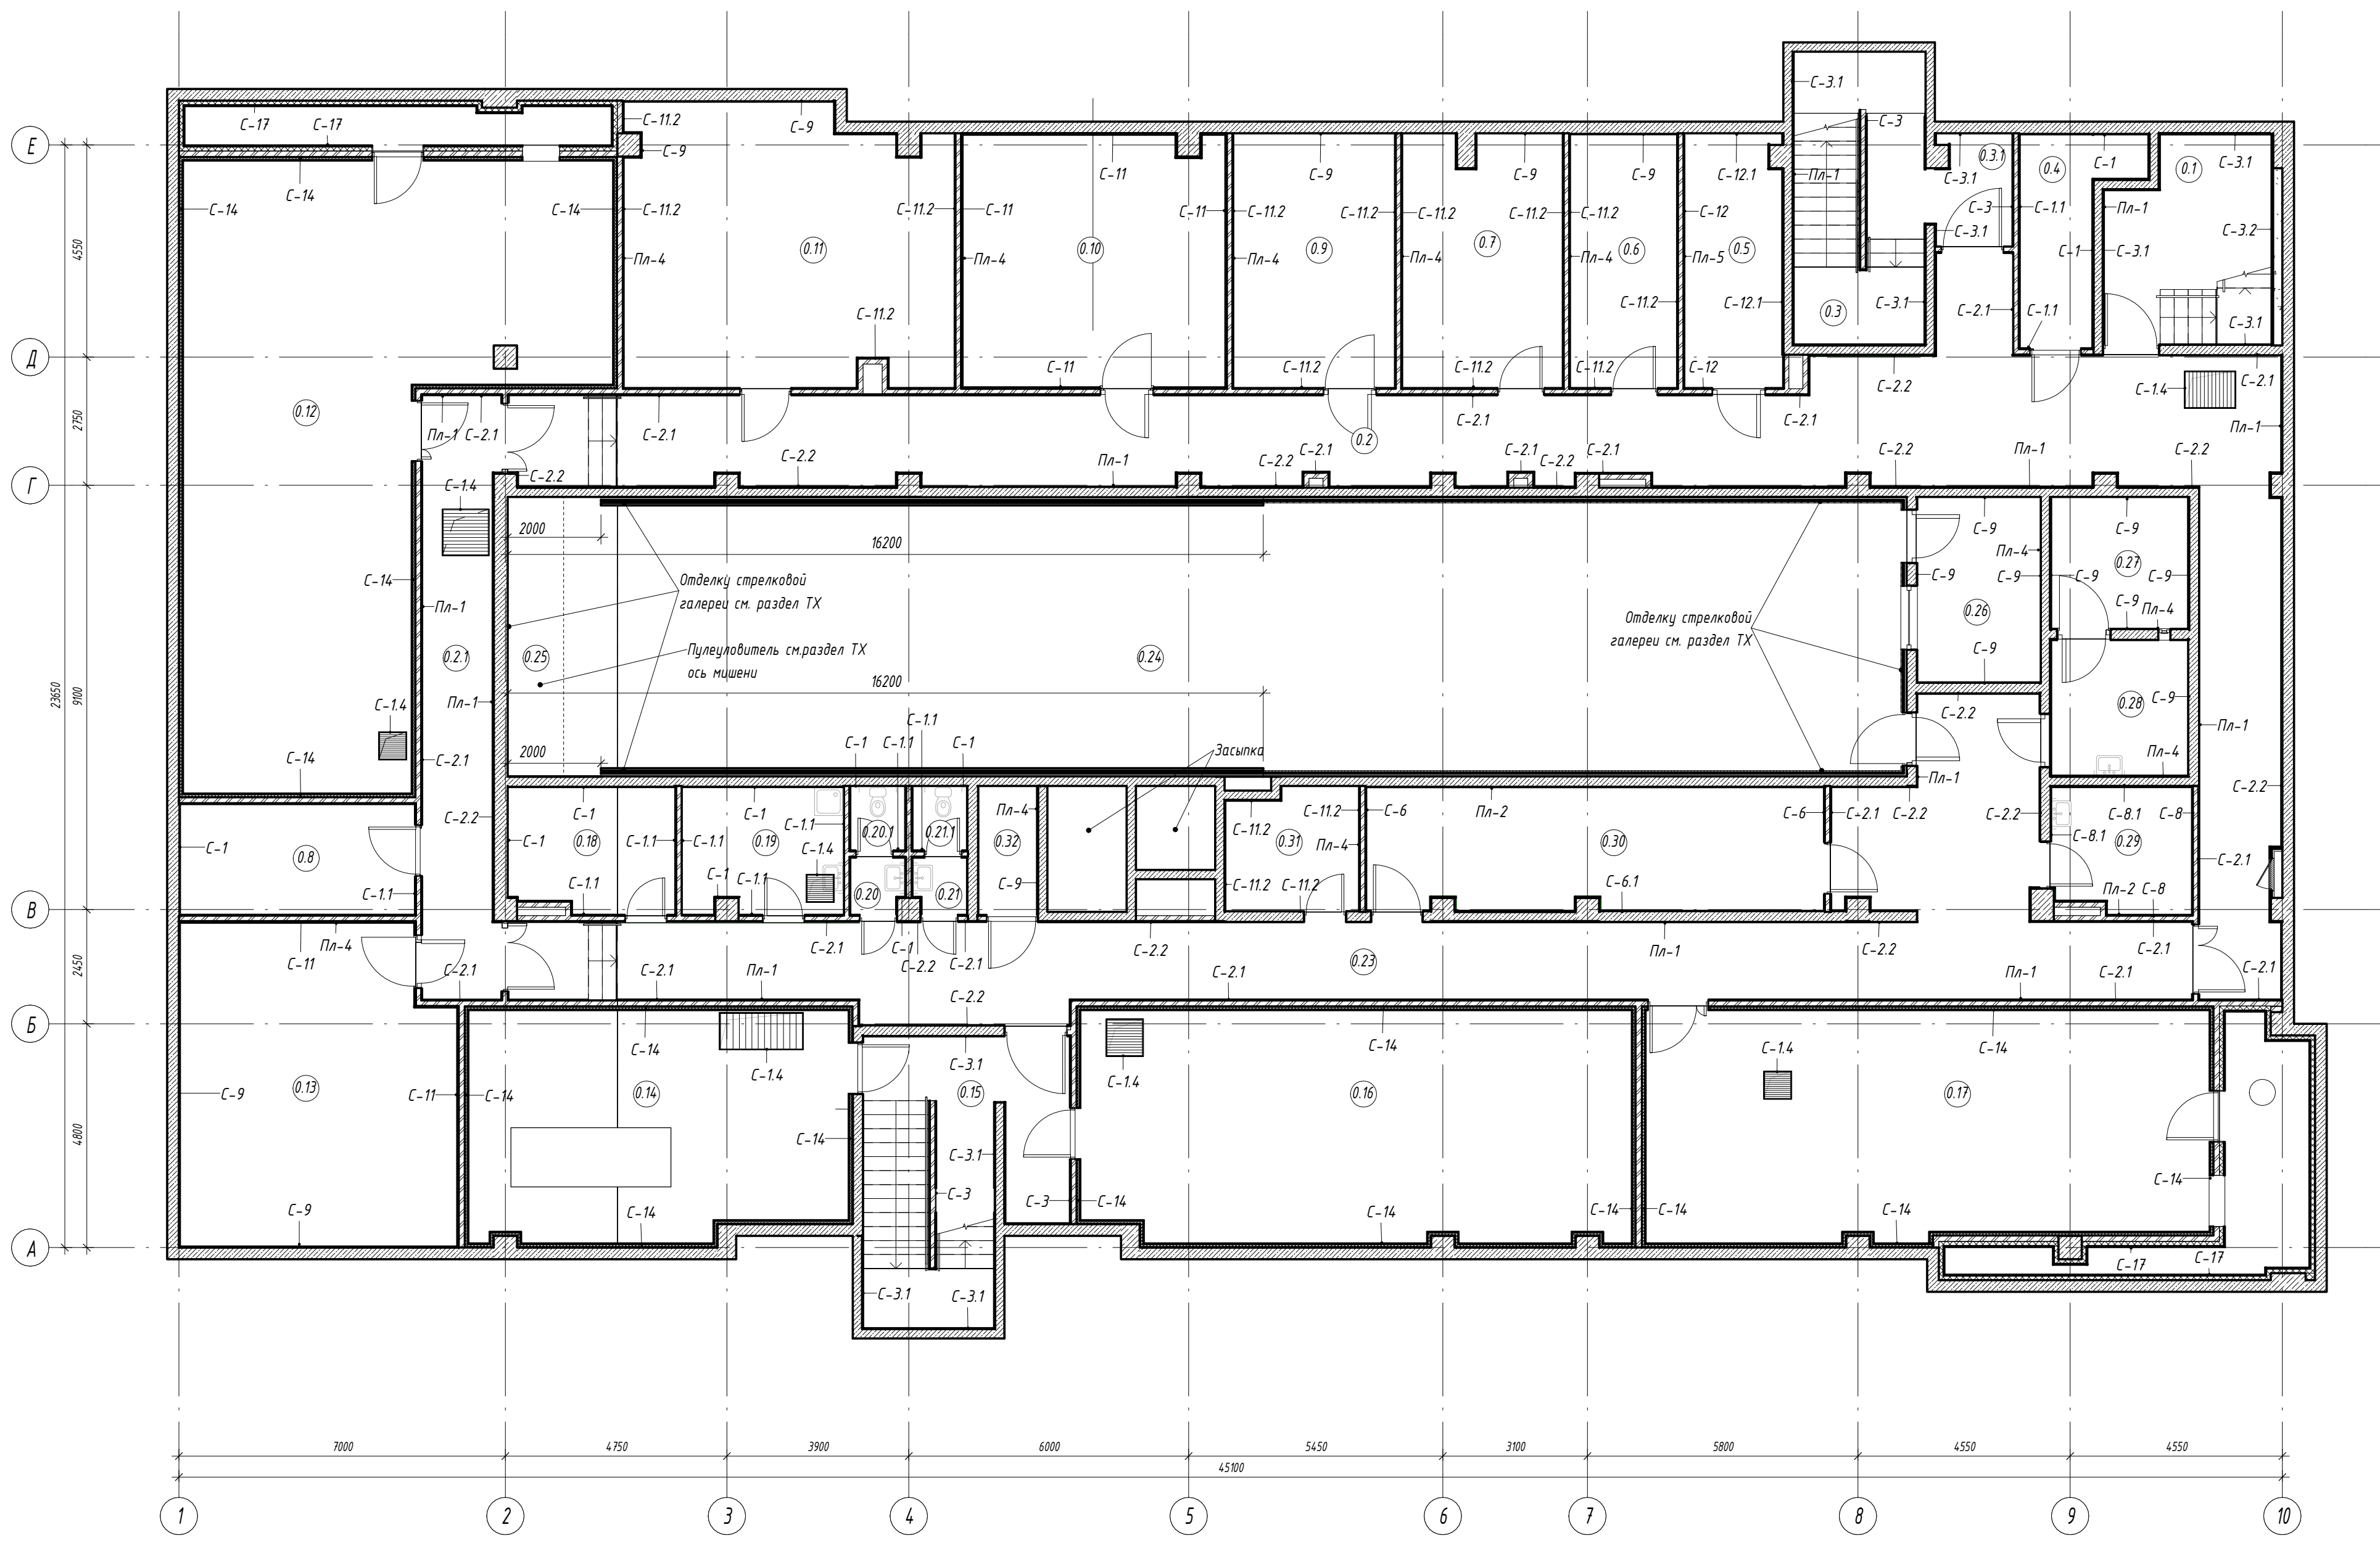 С-3.1
С-17
С-17
С-11.2
С-9
С-3
Е
С-9
С-14
С-11
С-9
С-9
С-9
С-12.1
Пл-1
С-3.1
0.3.1
0.4
С-1
0.1
С-3.1
С-14
С-14
С-11.2
С-11.2
С-11
С-11
С-11.2
С-11.2
С-11.2
С-11.2
С-11.2
С-12
С-3
С-1.1
Пл-1
С-3.2
4550
0.11
0.10
0.9
0.7
0.6
0.5
С-3.1
С-1
С-3.1
Пл-4
Пл-4
Пл-4
Пл-4
Пл-4
Пл-5
С-11.2
С-11.2
С-12.1
0.3
С-3.1
С-2.1
С-1.1
С-3.1
Д
С-11
С-11.2
С-11.2
С-11.2
С-12
С-2.2
С-1.4
С-2.1
2750
0.12
Пл-1
С-2.1
С-2.1
0.2
С-2.1
С-2.1
Пл-1
С-2.2
С-2.2
Пл-1
С-2.2
С-2.1
С-2.1
С-2.2
С-2.1
С-2.2
Пл-1
С-2.2
Г
С-1.4
2000
16200
С-9
Пл-4
С-9
0.27
С-14
Пл-1
Отделку стрелковой
галереи см. раздел ТХ
С-9
С-9
С-9
С-9
Отделку стрелковой
галереи см. раздел ТХ
0.26
С-9
Пл-4
0.2.1
0.25
Пулеуловитель см.раздел ТХ
ось мишени
0.24
С-9
23650
9100
Пл-1
16200
С-2.2
С-9
0.28
С-1.4
С-1.1
Пл-1
С-14
С-2.1
2000
С-1
С-1.1
С-1
Засыпка
Пл-4
Пл-1
С-2.2
С-2.2
С-1
С-1
С-1.1
Пл-4
С-11.2
С-6
Пл-2
С-6
С-2.1
С-2.2
С-2.2
С-8.1
С-8
С-1
0.8
С-1
0.18
С-1.1
С-1.1
0.19
0.20.1
0.21.1
0.32
С-11.2
0.31
Пл-4
0.30
С-8.1
0.29
С-1.4
С-2.1
С-1.1
С-1.1
С-1
С-1.1
0.20
0.21
С-9
С-11.2
С-11.2
С-6.1
Пл-2
С-8
В
Пл-4
С-11
С-2.1
С-1
С-2.2
С-2.1
С-2.2
0.23
Пл-1
С-2.2
С-2.1
2450
С-2.1
С-2.1
Пл-1
С-2.1
Пл-1
С-2.1
С-2.1
С-2.2
Б
С-14
С-3.1
С-14
С-14
С-1.4
С-1.4
С-1.4
С-9
0.13
С-11
С-14
0.14
0.15
0.16
0.17
4800
С-14
С-3.1
С-14
С-3
С-3
С-14
С-9
С-14
С-14
С-14
С-14
С-14
А
С-17
С-17
С-3.1
С-3.1
7000
4750
3900
6000
5450
3100
5800
4550
4550
45100
1
2
3
4
5
6
7
8
9
10